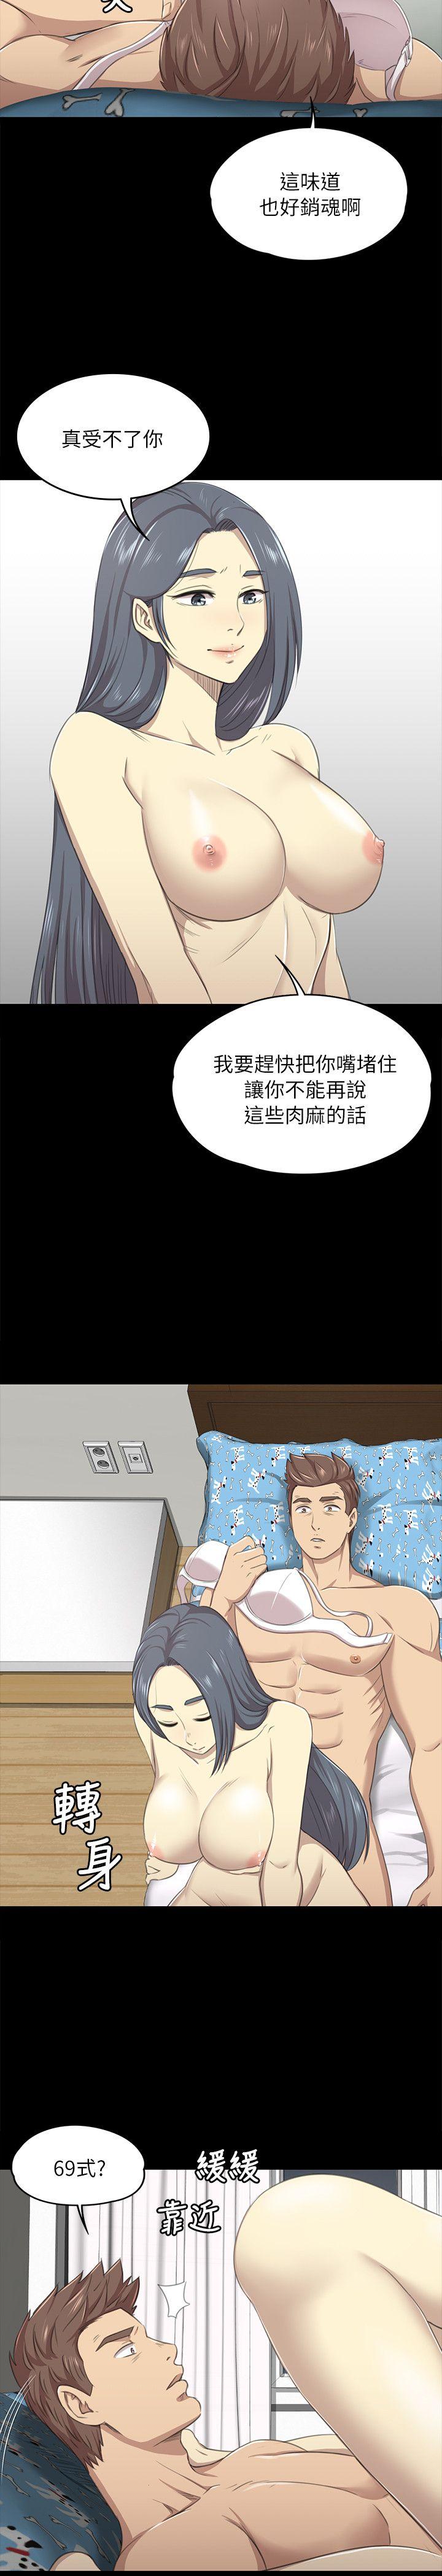 這味道
也好銷魂啊
真受不了你
我要趕快把你嘴堵住
讓你不能再說
這些肉麻的話
轉身
69式?
緩緩
靠近